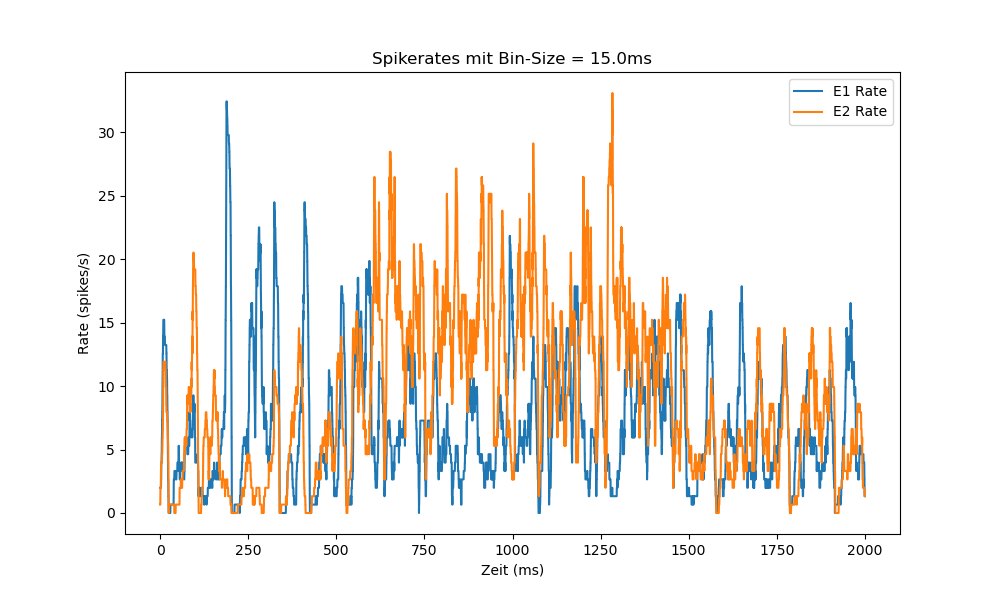 Spikerates mit Bin-Size = 15.0ms
E1 Rate
E2 Rate
Rate (spikes/s)
30
25
20
15
10
5
0
0 250 500 750 1000 1250 1500 1750 2000
Zeit (ms)